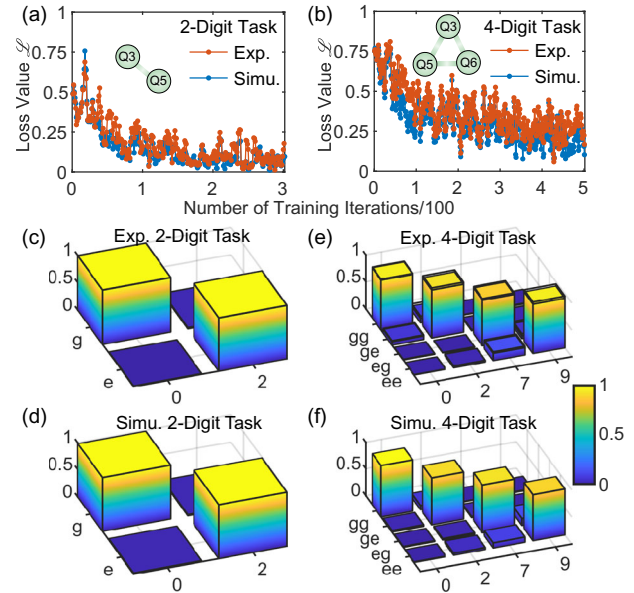 (a)
2-Digit Task
(b)
4-Digit Task
Loss Value ℒ
1
0.75
0.5
0.25
0
Q3
Q5
Exp.
Simu.
0
1
2
3
Loss Value ℒ
1
0.75
0.5
0.25
0
Q3
Q5
Q6
Exp.
Simu.
0
1
2
3
4
5
Number of Training Iterations/100
(c)
Exp. 2-Digit Task
1
0.5
0
g
e
0
2
(e)
Exp. 4-Digit Task
1
0.5
0
gg
ge
eg
ee
0
2
7
9
(d)
Simu. 2-Digit Task
1
0.5
0
g
e
0
2
(f)
Simu. 4-Digit Task
1
0.5
0
gg
ge
eg
ee
0
2
7
9
1
0.5
0